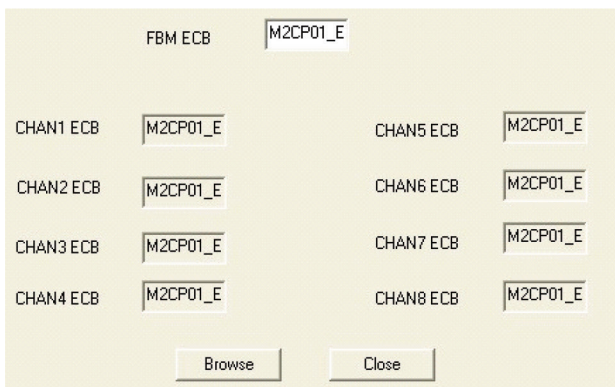 FBM ECB M2CP01_E
CHAN1 ECB M2CP01_E CHAN5 ECB M2CP01_E
CHAN2 ECB M2CP01_E CHAN6 ECB M2CP01_E
CHAN3 ECB M2CP01_E CHAN7 ECB M2CP01_E
CHAN4 ECB M2CP01_E CHAN8 ECB M2CP01_E
Browse Close